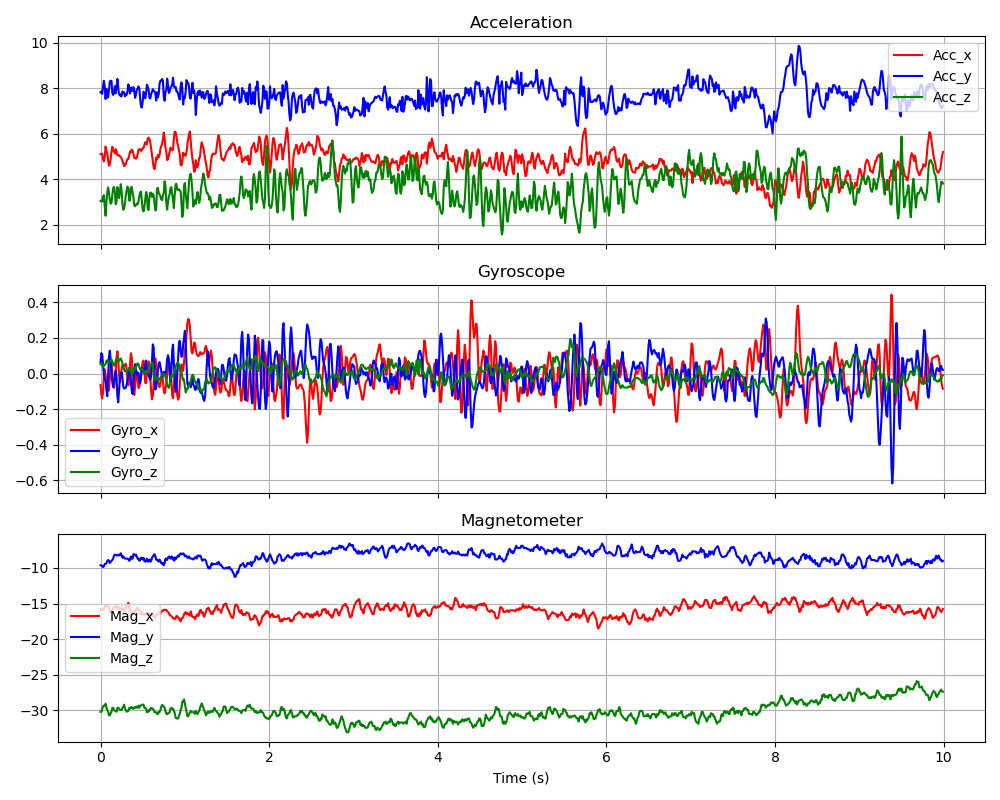 Acceleration
10
8
6
4
2
Acc_x
Acc_y
Acc_z
Gyroscope
0.4
0.2
0.0
−0.2
−0.4
−0.6
Gyro_x
Gyro_y
Gyro_z
Magnetometer
−10
−15
−20
−25
−30
Mag_x
Mag_y
Mag_z
0 2 4 6 8 10
Time (s)